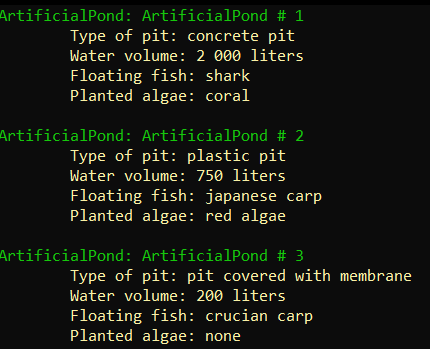 ArtificialPond: ArtificialPond # 1
Type of pit: concrete pit
Water volume: 2 000 liters
Floating fish: shark
Planted algae: coral
ArtificialPond: ArtificialPond # 2
Type of pit: plastic pit
Water volume: 750 liters
Floating fish: japanese carp
Planted algae: red algae
ArtificialPond: ArtificialPond # 3
Type of pit: pit covered with membrane
Water volume: 200 liters
Floating fish: crucian carp
Planted algae: none